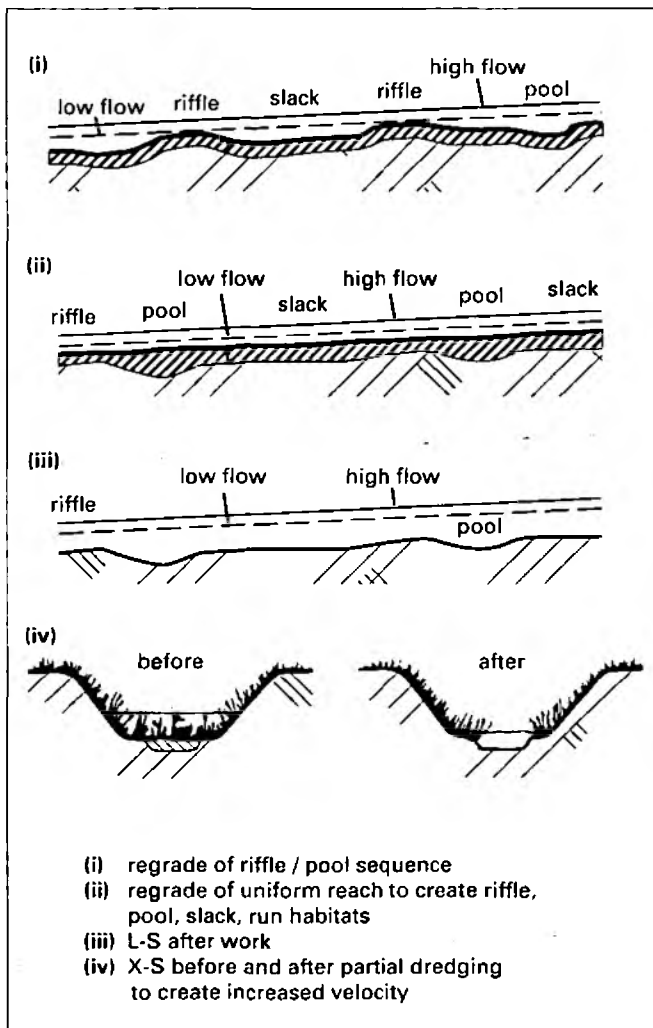 (i)
high flow
low flow riffle slack riffle pool
(ii)
low flow high flow
riffle pool slack pool slack
(iii)
low flow high flow
riffle
pool
(iv)
before after
(i) regrade of riffle / pool sequence
(ii) regrade of uniform reach to create riffle,
pool, slack, run habitats
(iii) L-S after work
(iv) X-S before and after partial dredging
to create increased velocity